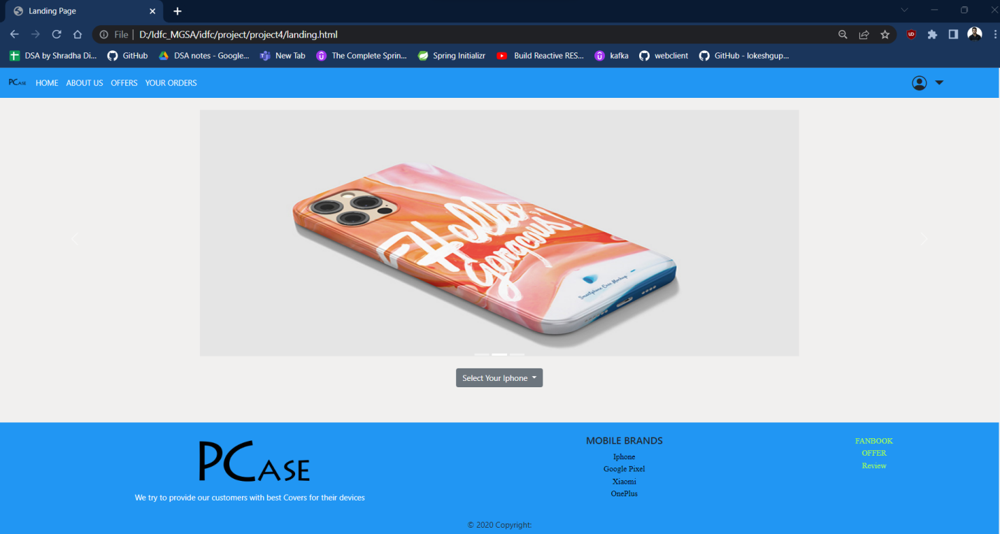 Landing Page
File | D:/Idfc_MGSA/idfc/project/project4/landing.html
DSA by Shradha Di... GitHub DSA notes - Google... New Tab The Complete Sprin... Spring Initializr Build Reactive RES... kafka webclient GitHub - lokeshgup...
PCASE HOME ABOUT US OFFERS YOUR ORDERS
Hello
Gorgeous!
Smartphone Case Mockup
Select Your Iphone
PCASE
We try to provide our customers with best Covers for their devices
MOBILE BRANDS
Iphone
Google Pixel
Xiaomi
OnePlus
FANBOOK
OFFER
Review
© 2020 Copyright: